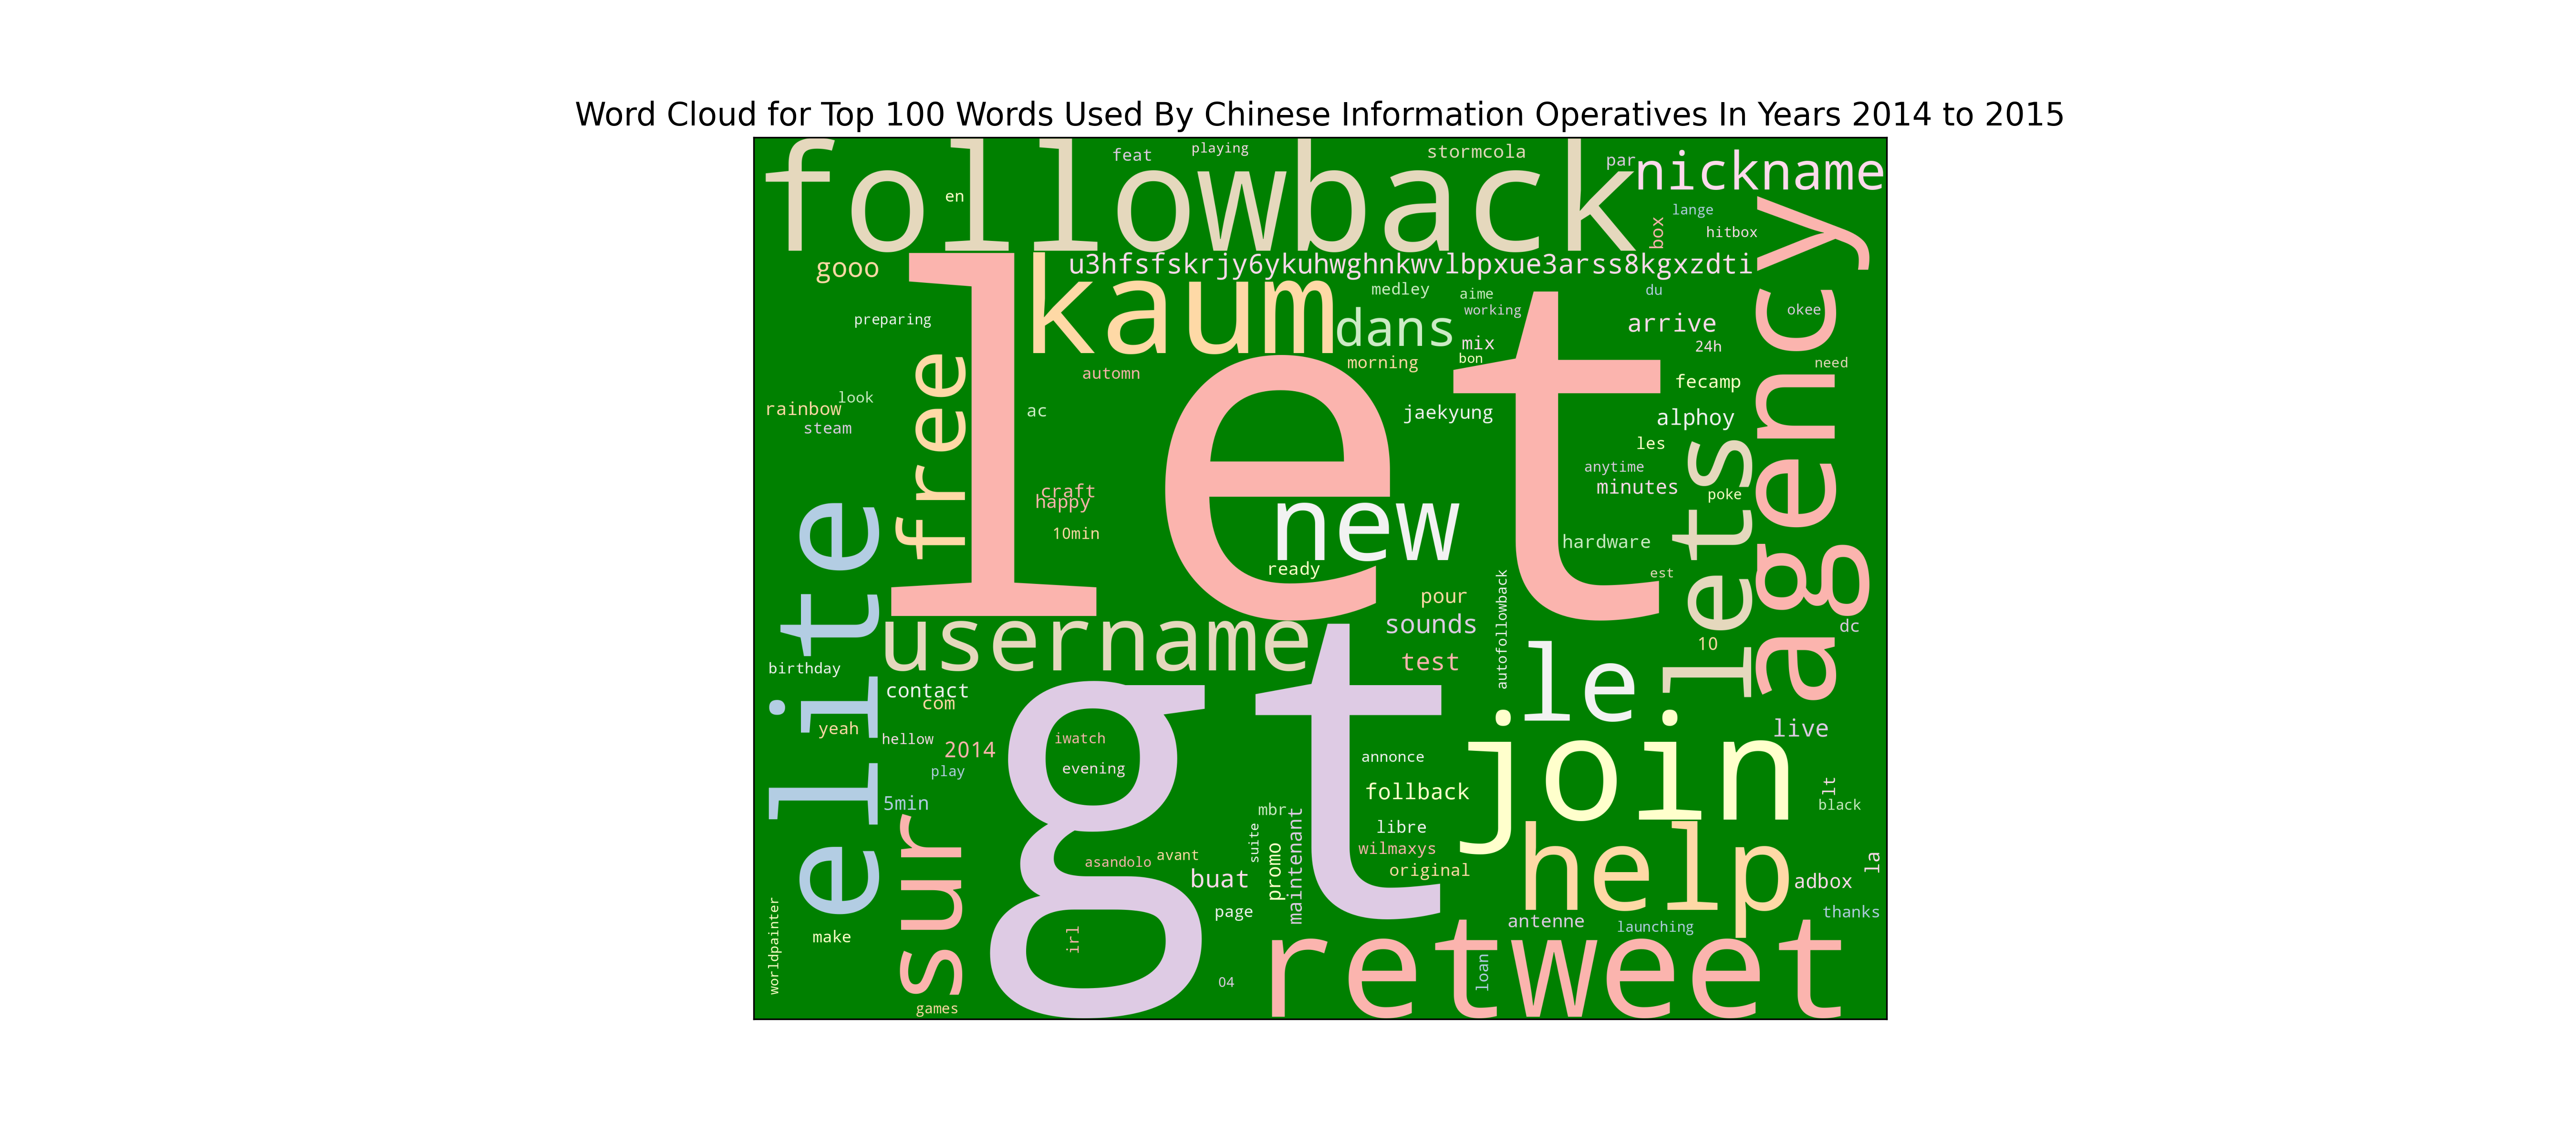 Word Cloud for Top 100 Words Used By Chinese Information Operatives In Years 2014 to 2015
followback
feat
playing
stormcola
par
nickname
en
lange
box
hitbox
gooo
let
kaum
u3hfsfskrjy6ykuhwghnkwvlbpxue3arss8kgxzdti
medley
aime
du
working
okee
preparing
dans
arrive
agency
mix
24h
morning
bon
need
free
automn
fecamp
rainbow
look
ac
jaekyung
alphoy
steam
les
lets
anytime
craft
happy
minutes
poke
elite
new
10min
hardware
ready
est
autofollowback
pour
username
sounds
dc
10
test
birthday
le
contact
com
gt
join
yeah
hellow
2014
iwatch
live
annonce
play
evening
5min
follback
lt
black
sur
mbr
maintenant
suite
libre
help
wilmaxys
asandolo
avant
promo
original
la
buat
adbox
worldpainter
page
antenne
thanks
make
irl
launching
retweet
loan
04
games